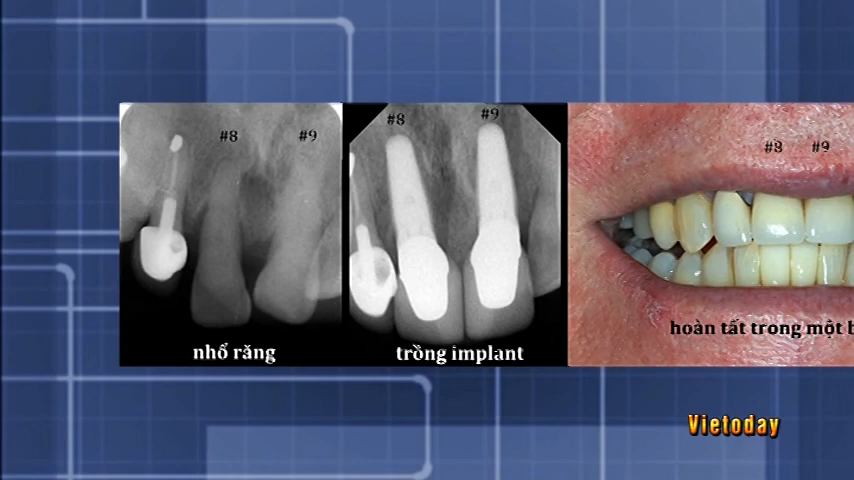 #8 #9
nhổ răng
#8 #9
trồng implant
#8 #9
hoàn tất trong một b
Vietoday